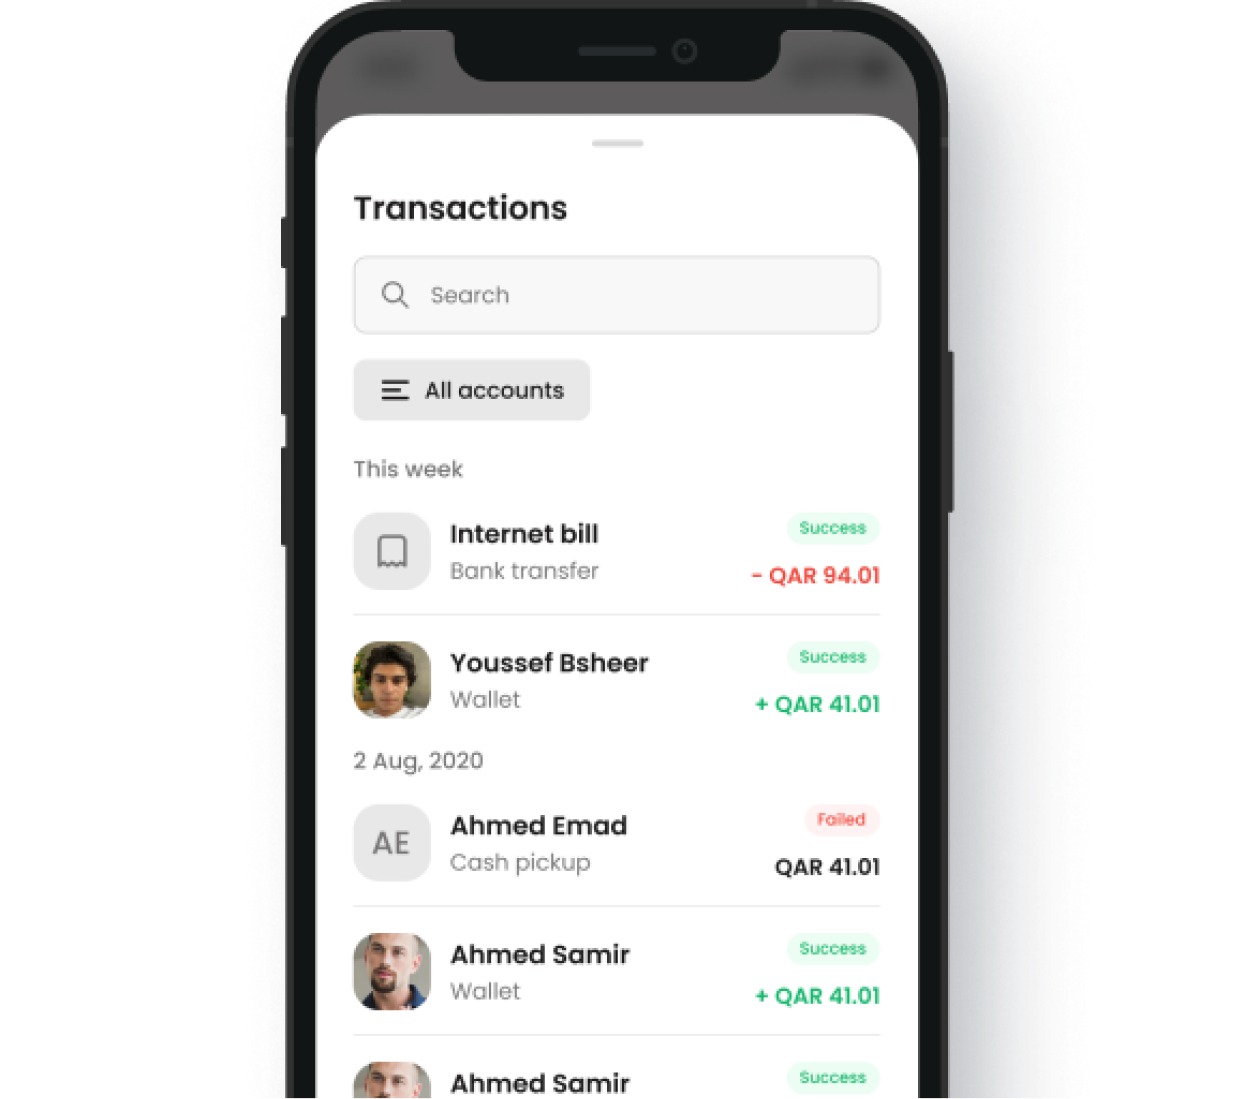 Transactions
Search
All accounts
This week
Internet bill
Success
Bank transfer
- QAR 94.01
Youssef Bsheer
Success
Wallet
+ QAR 41.01
2 Aug, 2020
AE
Ahmed Emad
Failed
Cash pickup
QAR 41.01
Ahmed Samir
Success
Wallet
+ QAR 41.01
Ahmed Samir
Success